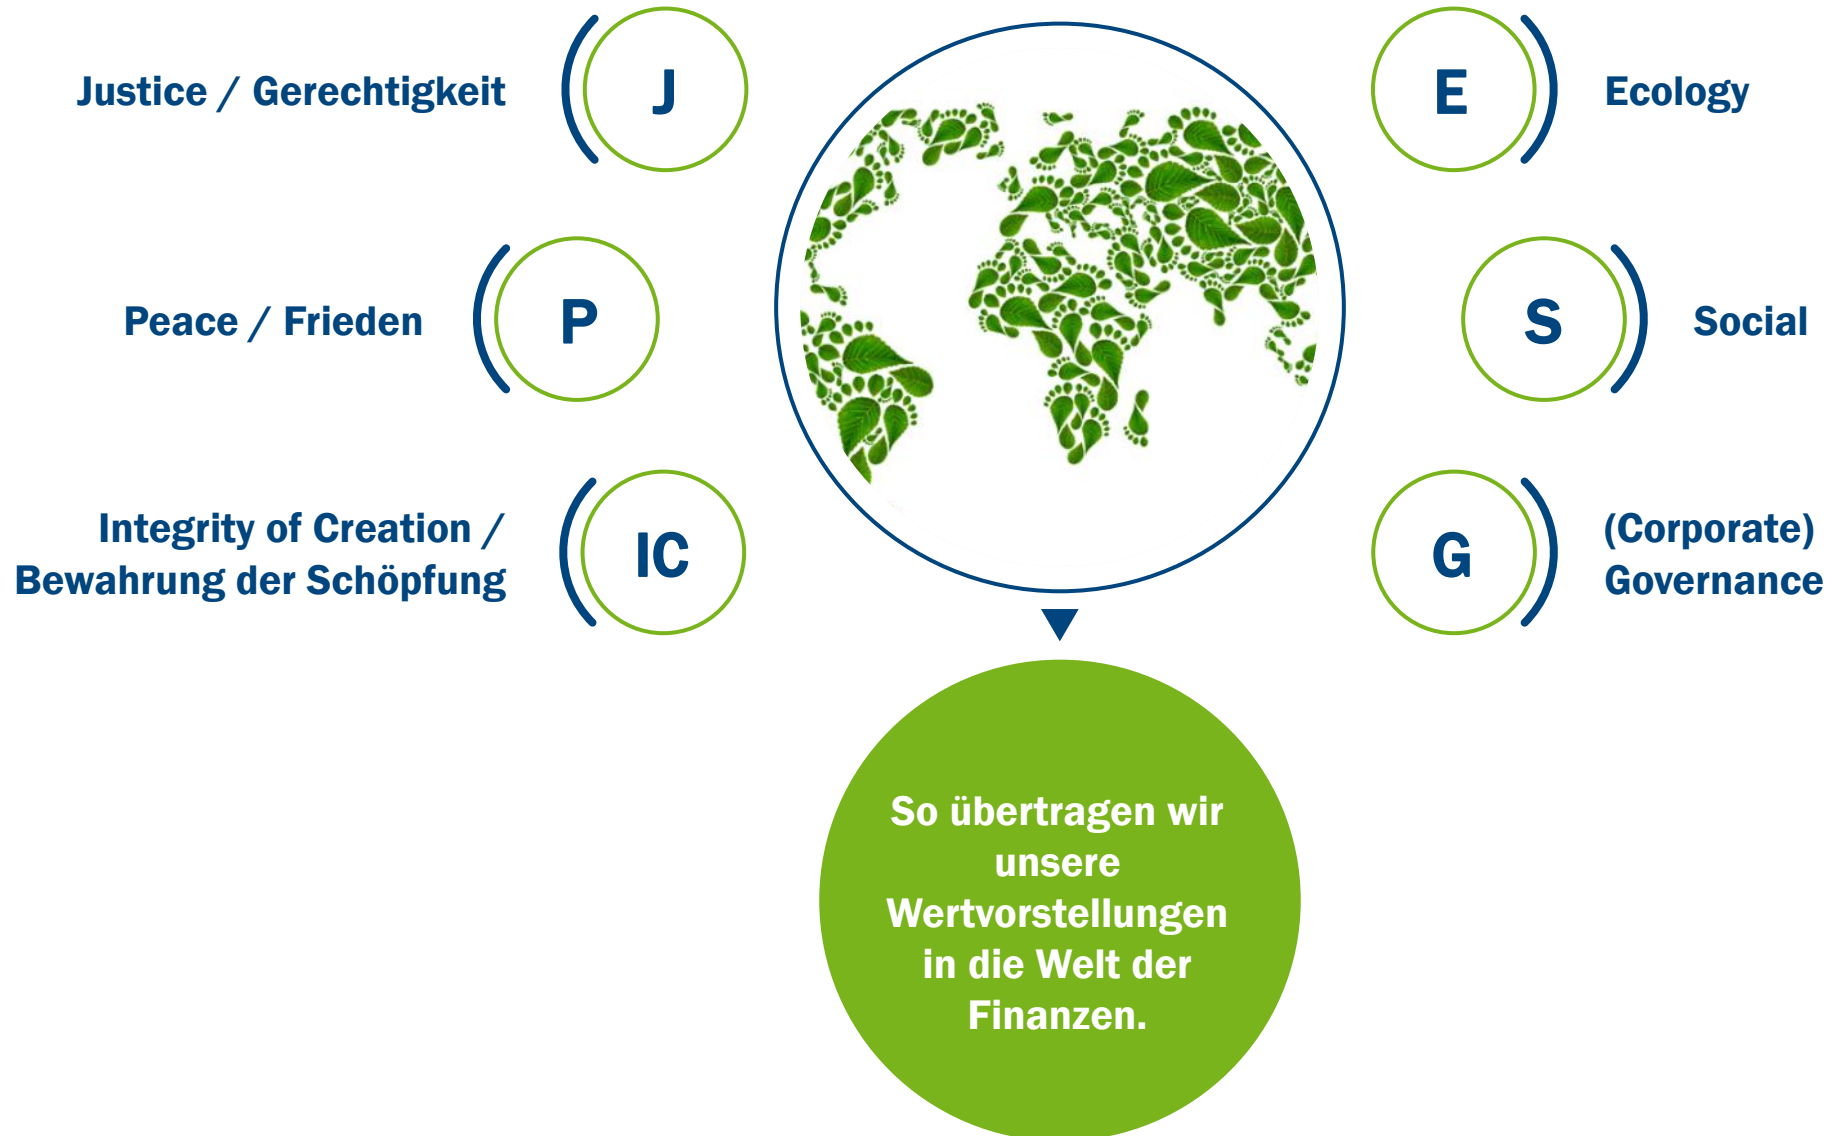 Justice / Gerechtigkeit
J
Peace / Frieden
P
Integrity of Creation /
Bewahrung der Schöpfung
IC
E
Ecology
S
Social
G
(Corporate)
Governance
So übertragen wir
unsere
Wertvorstellungen
in die Welt der
Finanzen.